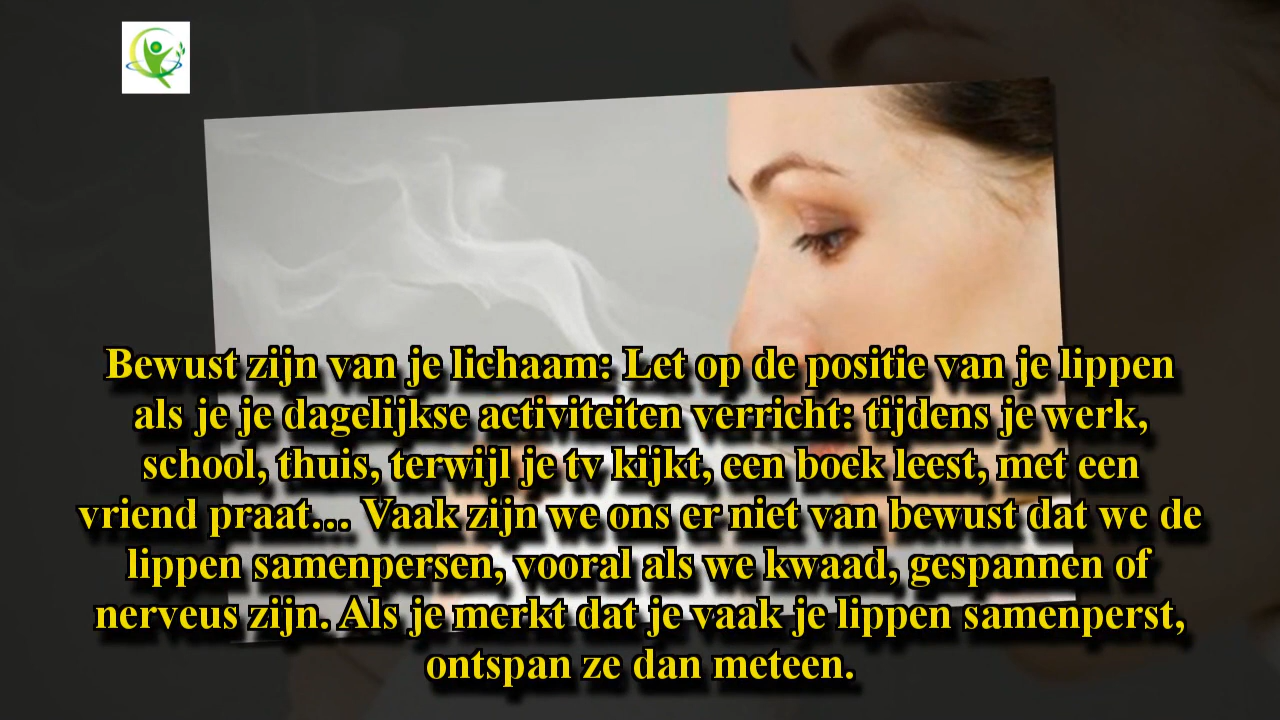 Bewust zijn van je lichaam: Let op de positie van je lippen
als je je dagelijkse activiteiten verricht: tijdens je werk,
school, thuis, terwijl je tv kijkt, een boek leest, met een
vriend praat... Vaak zijn we ons er niet van bewust dat we de
lippen samenpersen, vooral als we kwaad, gespannen of
nerveus zijn. Als je merkt dat je vaak je lippen samenperst,
ontspan ze dan meteen.